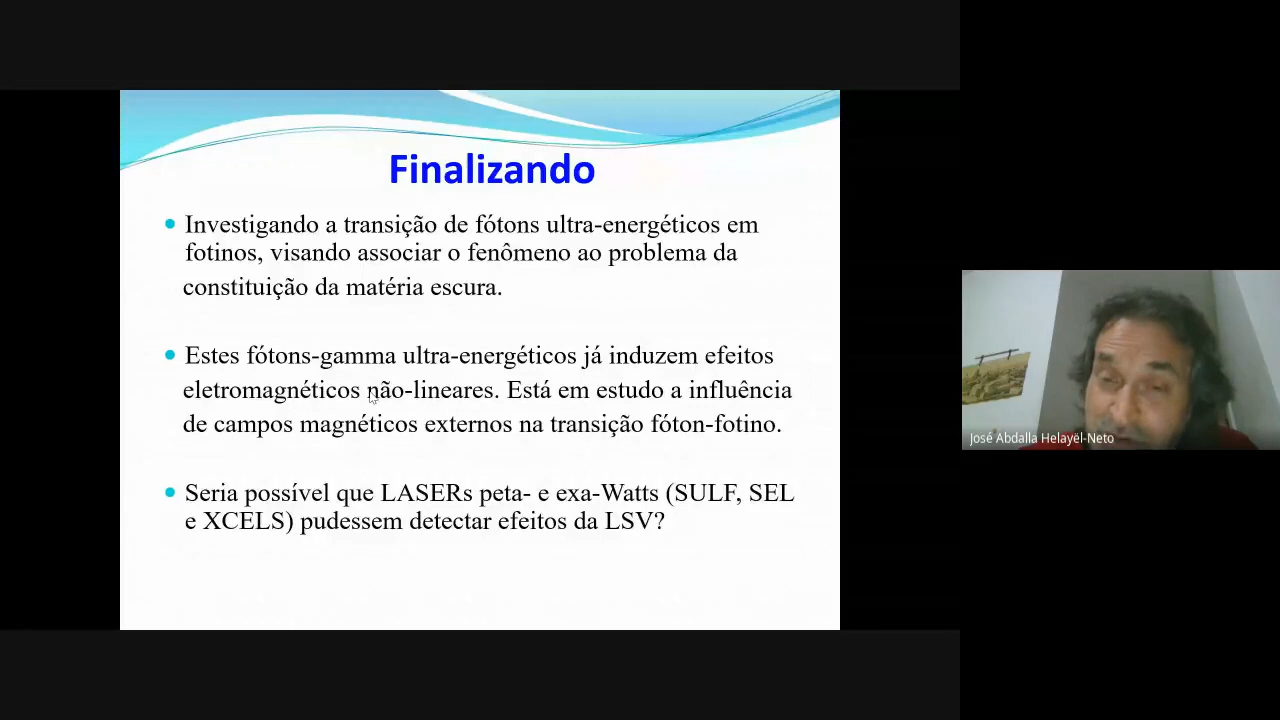 Finalizando
Investigando a transição de fótons ultra-energéticos em
fotinos, visando associar o fenômeno ao problema da
constituição da matéria escura.
Estes fótons-gamma ultra-energéticos já induzem efeitos
eletromagnéticos não-lineares. Está em estudo a influência
de campos magnéticos externos na transição fóton-fotino.
Seria possível que LASERs peta- e exa-Watts (SULF, SEL
e XCELS) pudessem detectar efeitos da LSV?
José Abdalla Helayël-Neto